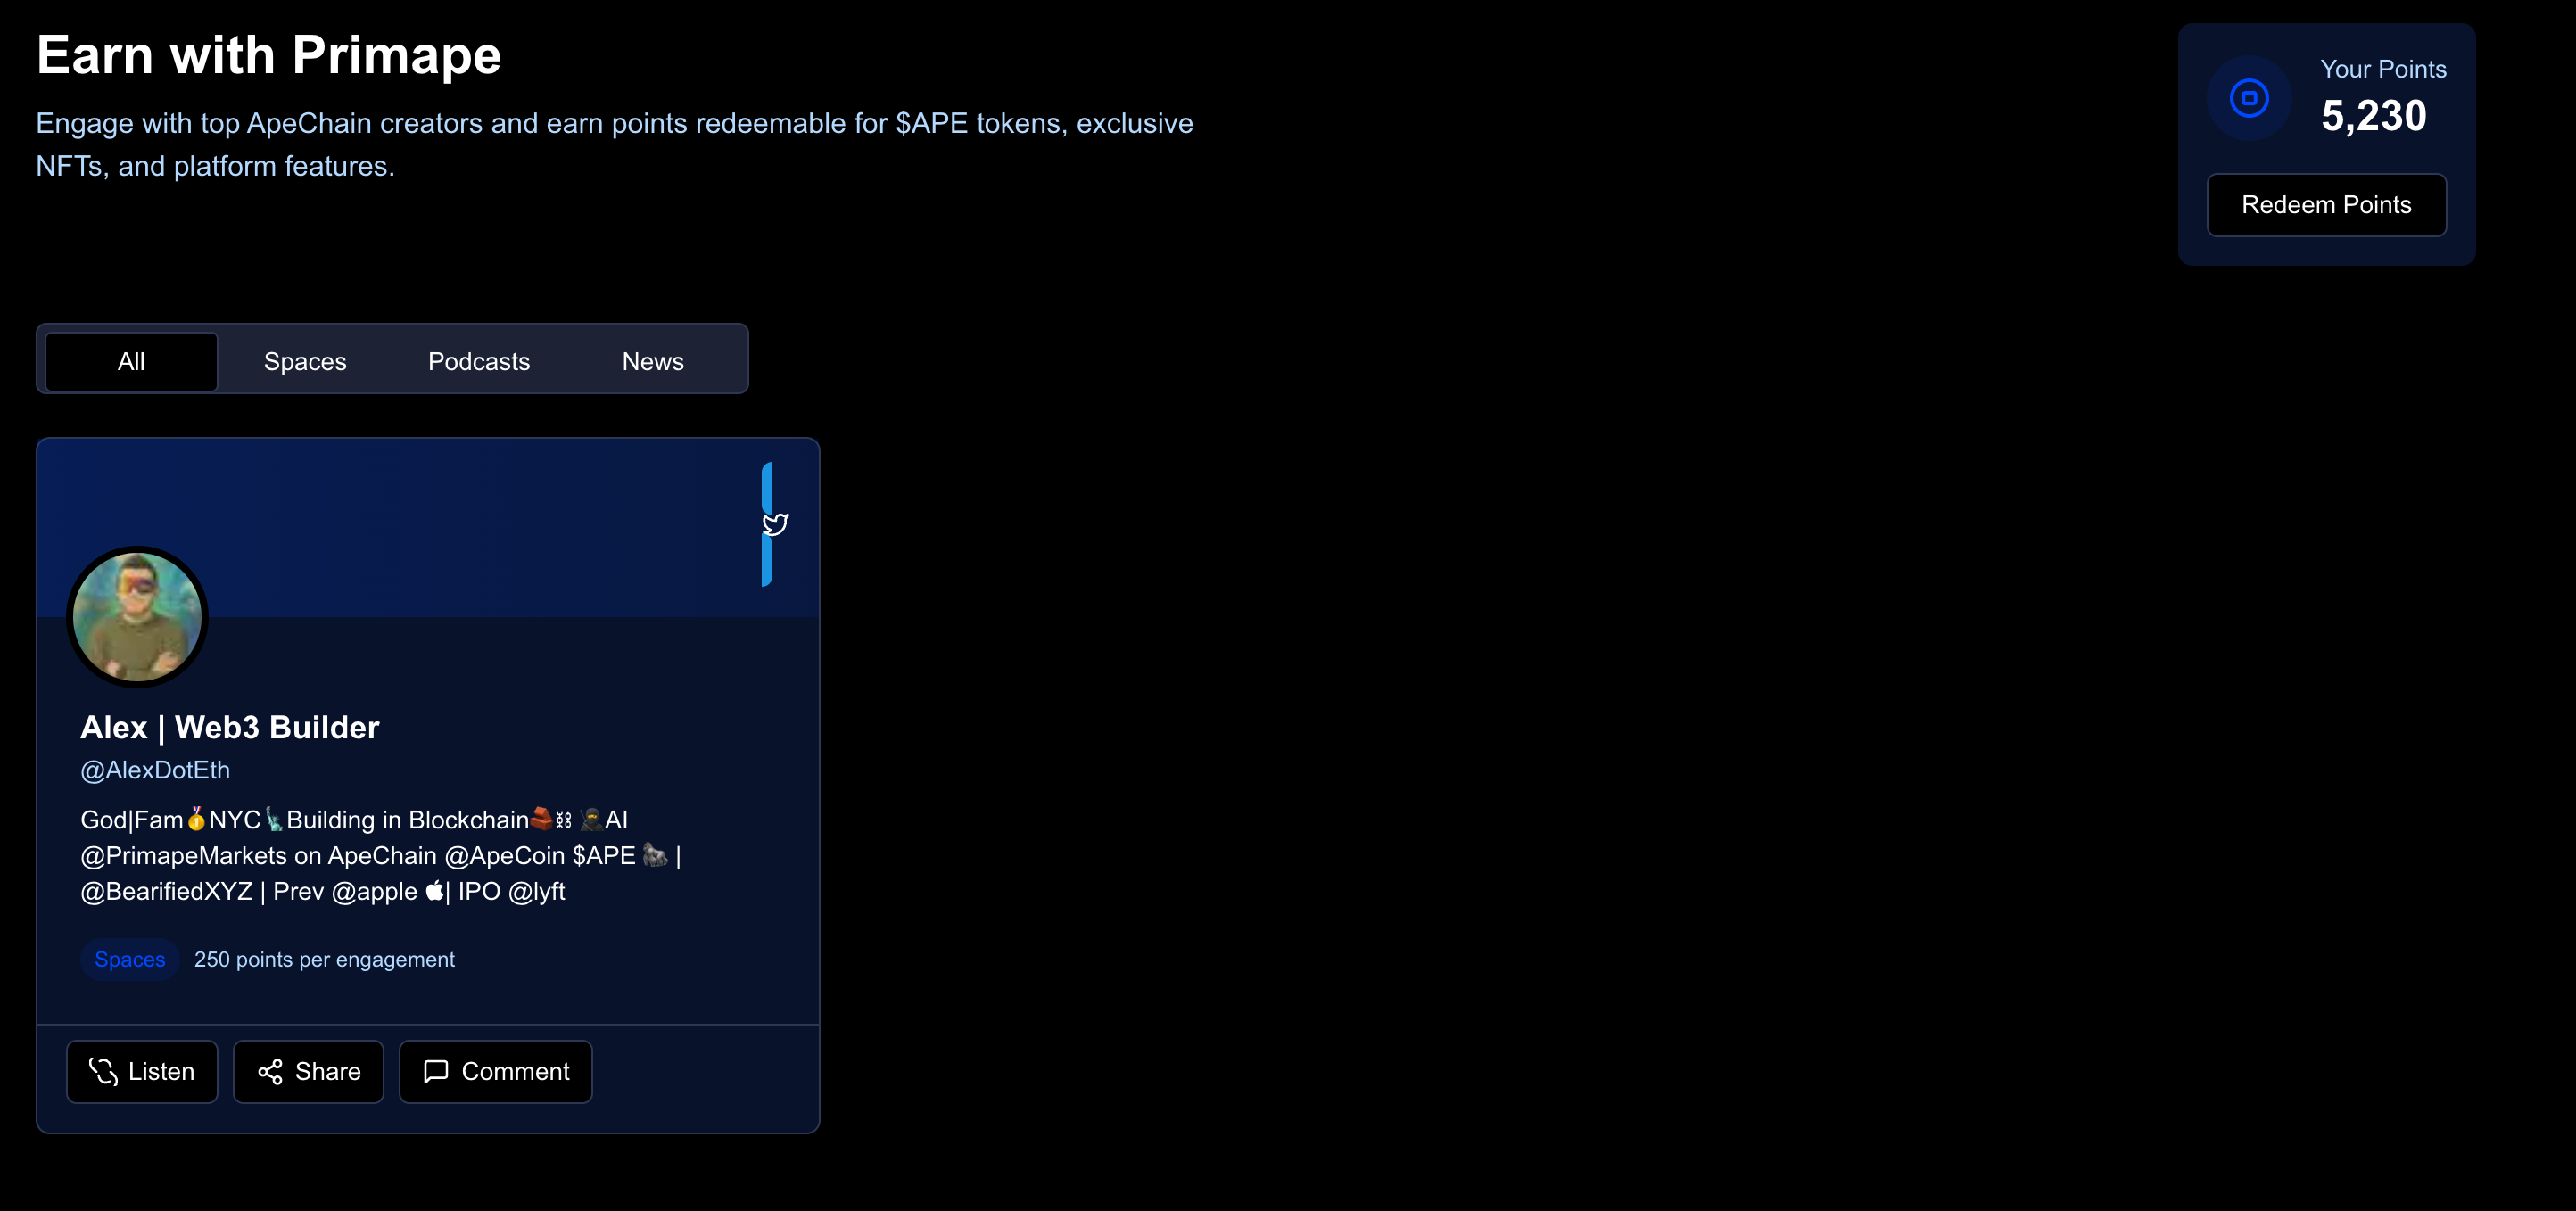 Earn with Primape
Engage with top ApeChain creators and earn points redeemable for $APE tokens, exclusive
NFTs, and platform features.
Your Points
5,230
Redeem Points
All
Spaces
Podcasts
News
Alex | Web3 Builder
@AlexDotEth
God|Fam🥇NYC🗽Building in Blockchain🧱⛓️🥷AI
@PrimapeMarkets on ApeChain @ApeCoin $APE 🦍 |
@BearifiedXYZ | Prev @apple | IPO @lyft
Spaces
250 points per engagement
Listen
Share
Comment